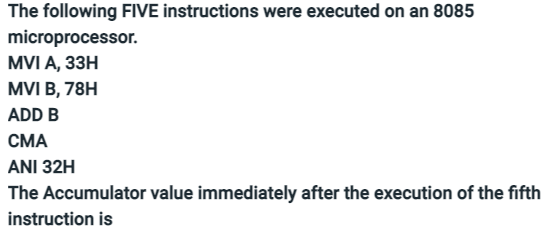 The following FIVE instructions were executed on an 8085
microprocessor.
MVI A, 33H
MVI B, 78H
ADD B
CMA
ANI 32H
The Accumulator value immediately after the execution of the fifth
instruction is